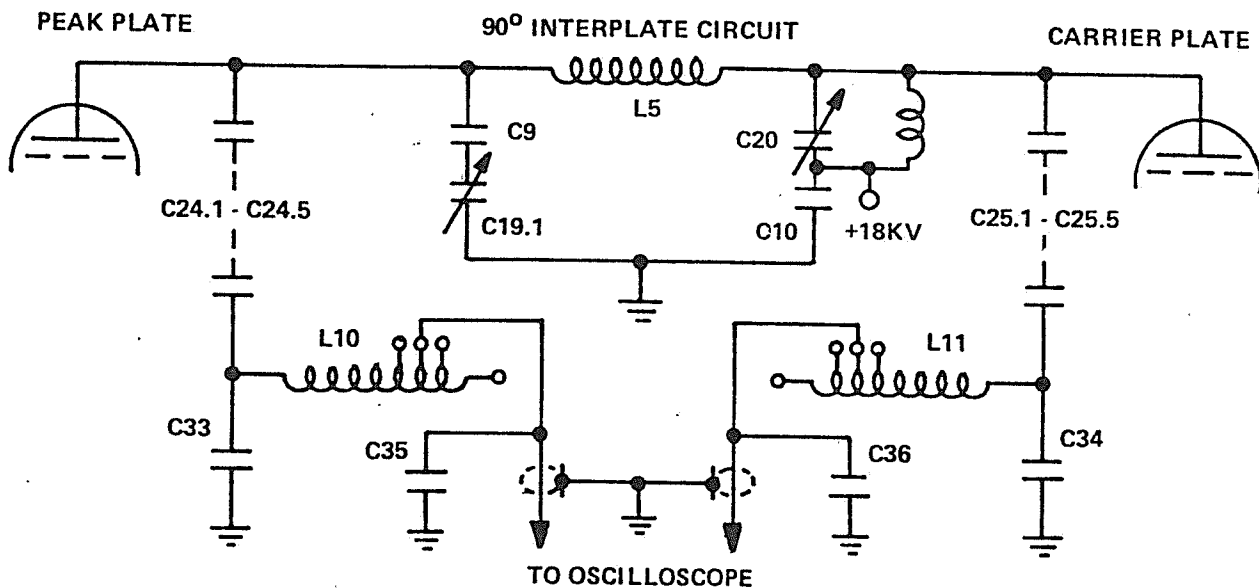 PEAK PLATE
90° INTERPLATE CIRCUIT
CARRIER PLATE
L5
C9
C20
C24.1 - C24.5
C19.1
C10
+18KV
C25.1 - C25.5
L10
L11
C33
C35
C36
C34
TO OSCILLOSCOPE